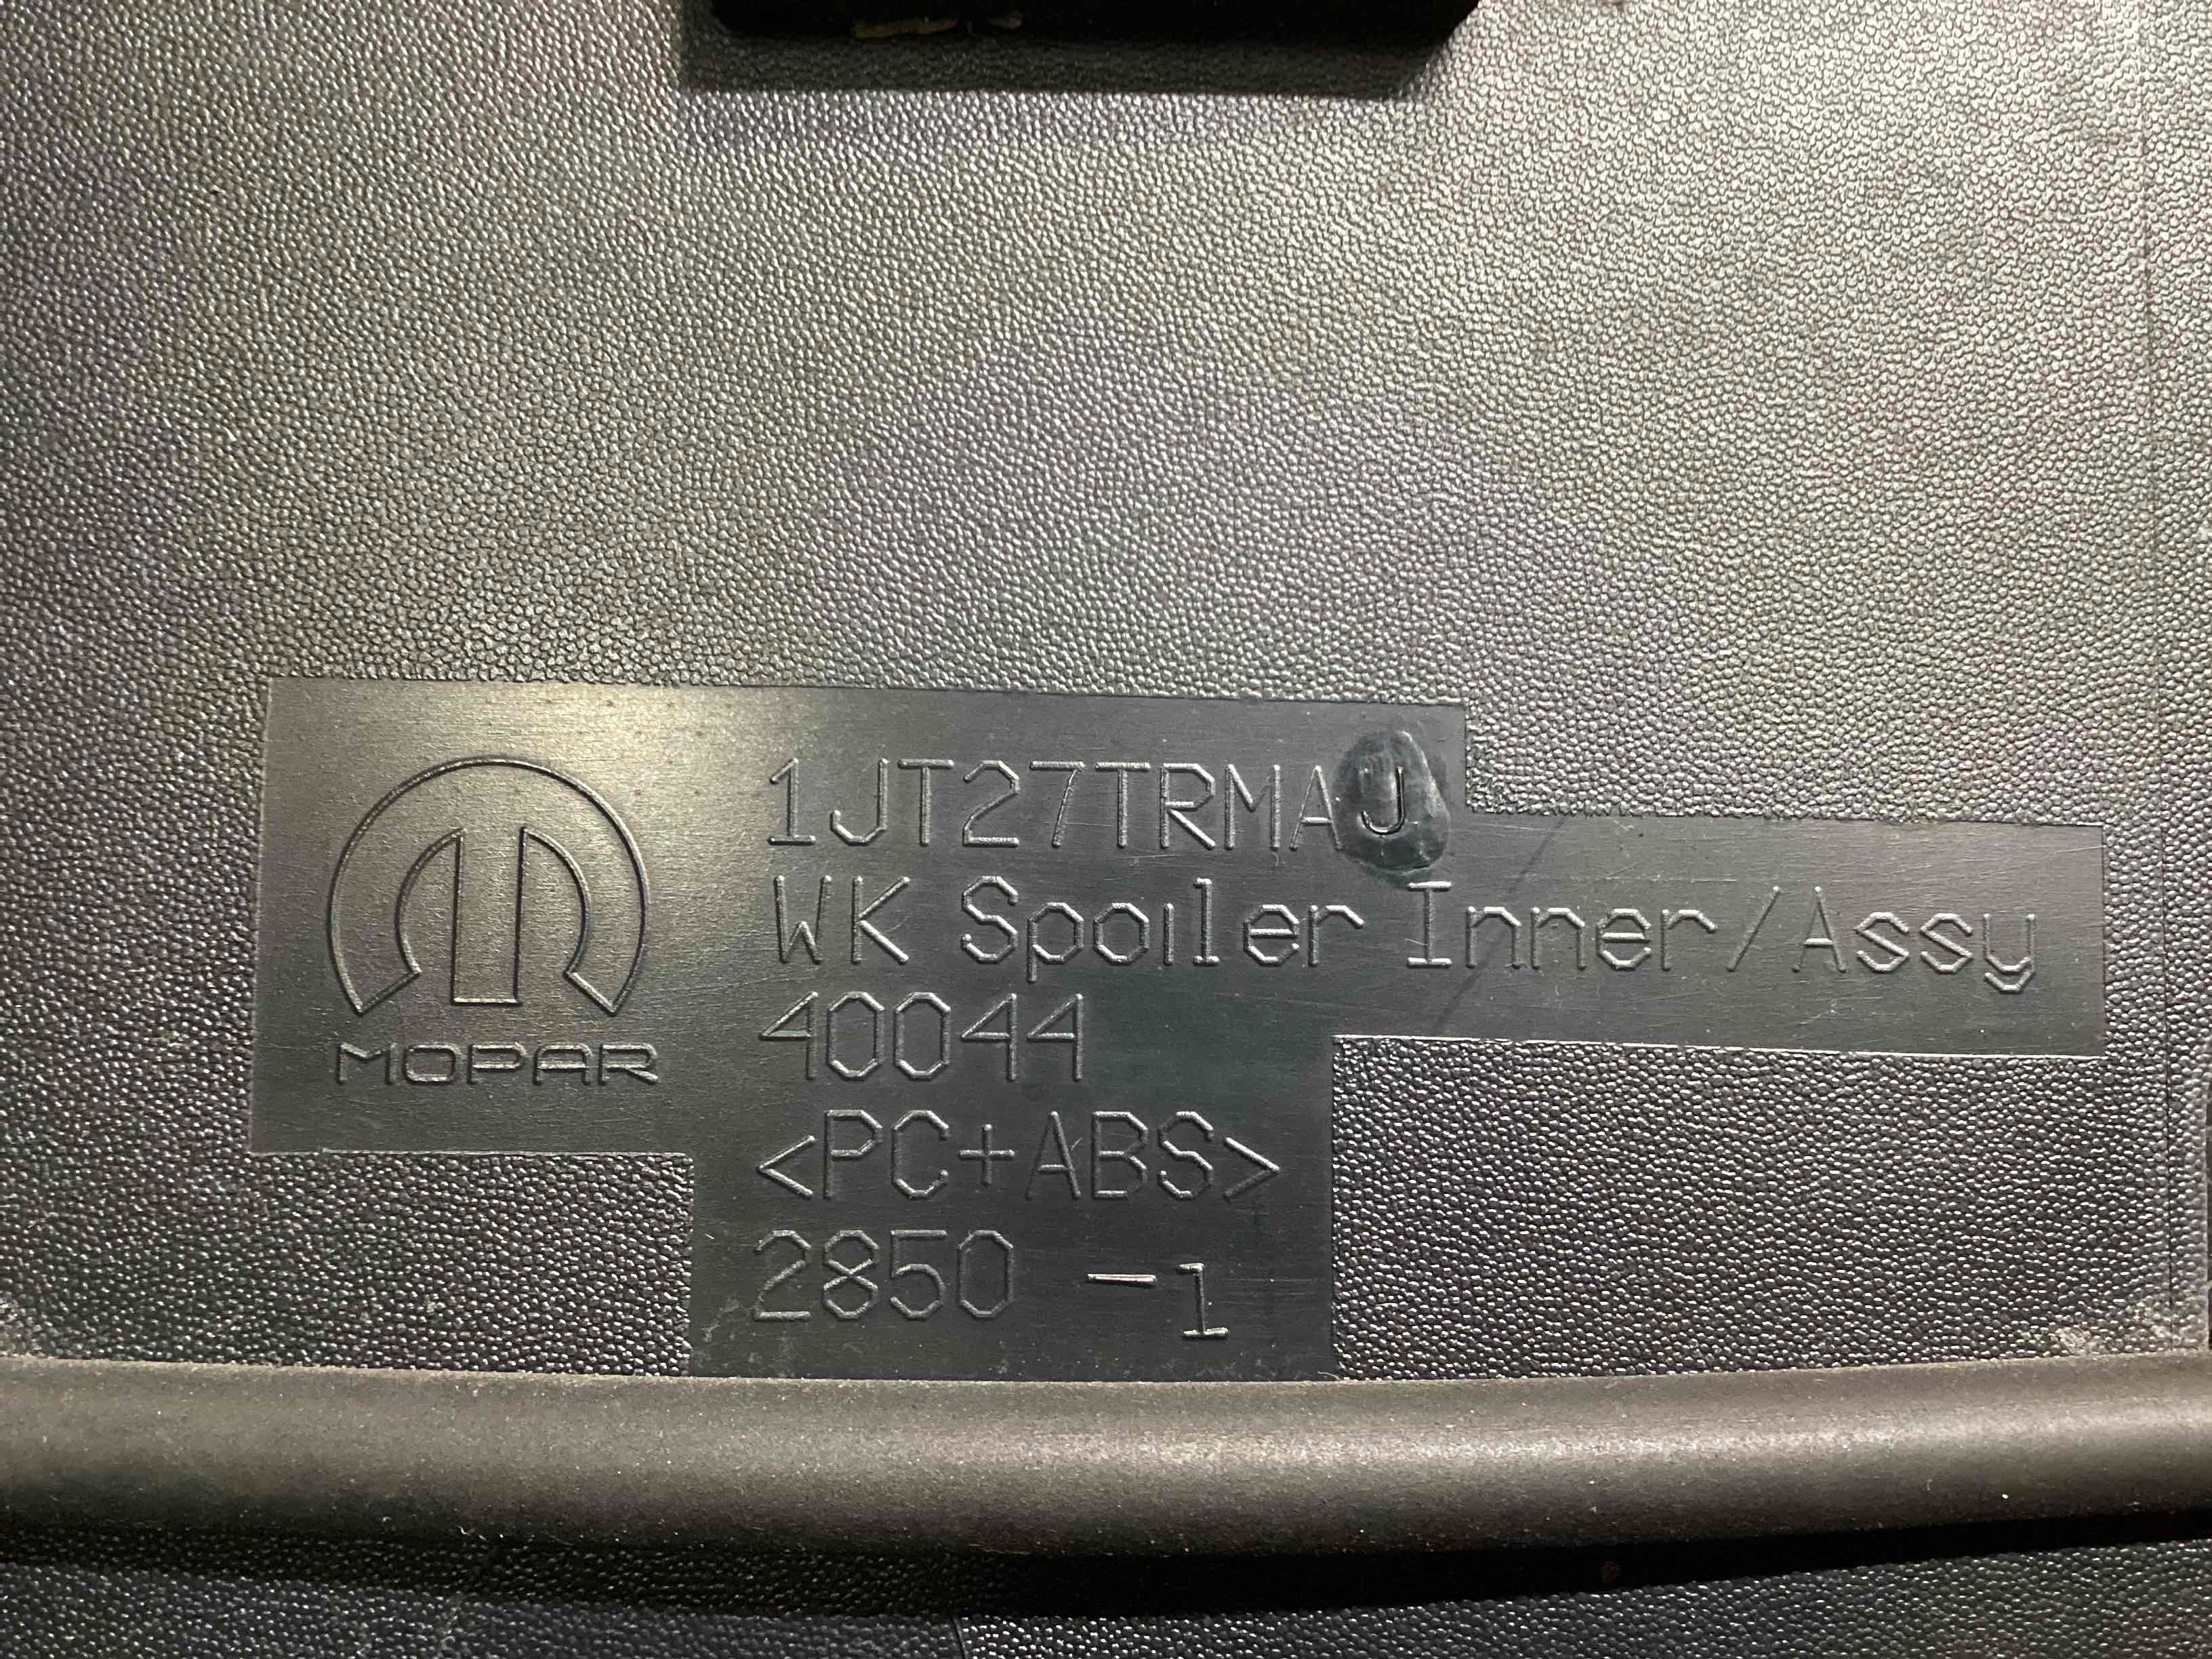 1JT27TRMAJ
WK Spoiler Inner/Assy
MOPAR
40044
<PC+ABS>
2850 -1